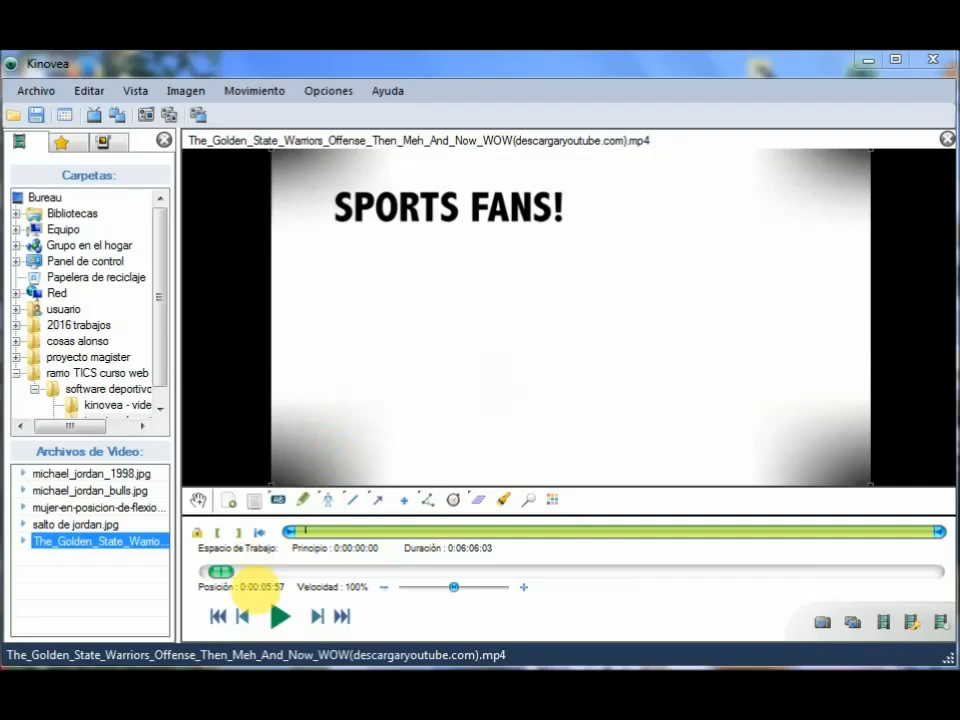 Kinovea
Archivo Editar Vista Imagen Movimiento Opciones Ayuda
The_Golden_State_Warriors_Offense_Then_Meh_And_Now_WOW(descargaryoutube.com).mp4
Carpetas:
Bureau
Bibliotecas
Equipo
Grupo en el hogar
Panel de control
Papelera de reciclaje
Red
usuario
2016 trabajos
cosas alonso
proyecto magister
ramo TICS curso web
software deportivo
kinovea - vide
SPORTS FANS!
Archivos de Video:
michael_jordan_1998.jpg
michael_jordan_bulls.jpg
mujer-en-posicion-de-flexio...
salto de jordan.jpg
The_Golden_State_Warrio...
Espacio de Trabajo: Principio : 0:00:00:00 Duración : 0:06:06:03
Posición : 0:00:05:57 Velocidad : 100%
The_Golden_State_Warriors_Offense_Then_Meh_And_Now_WOW(descargaryoutube.com).mp4